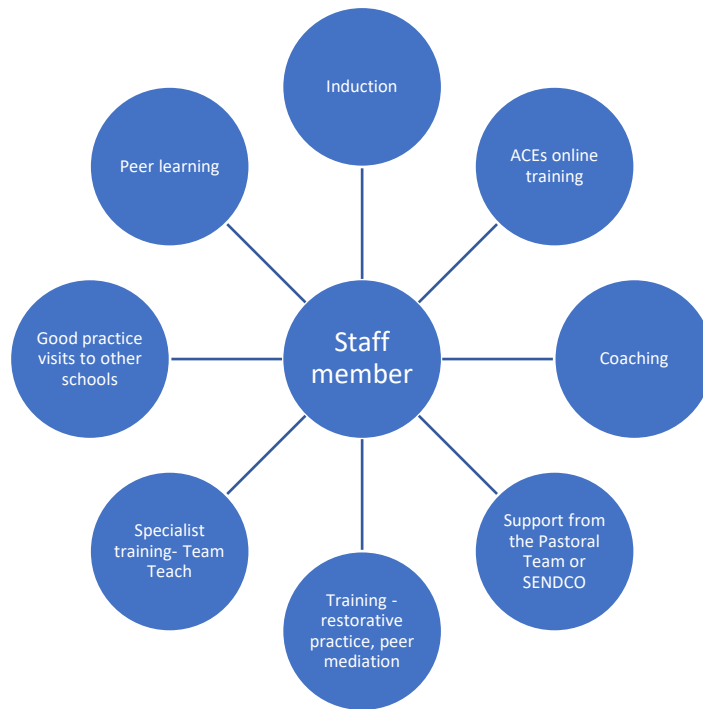 Induction
ACEs online
training
Peer learning
Good practice
visits to other
schools
Staff
member
Coaching
Support from
the Pastoral
Team or
SENDCO
Specialist
training- Team
Teach
Training -
restorative
practice, peer
mediation